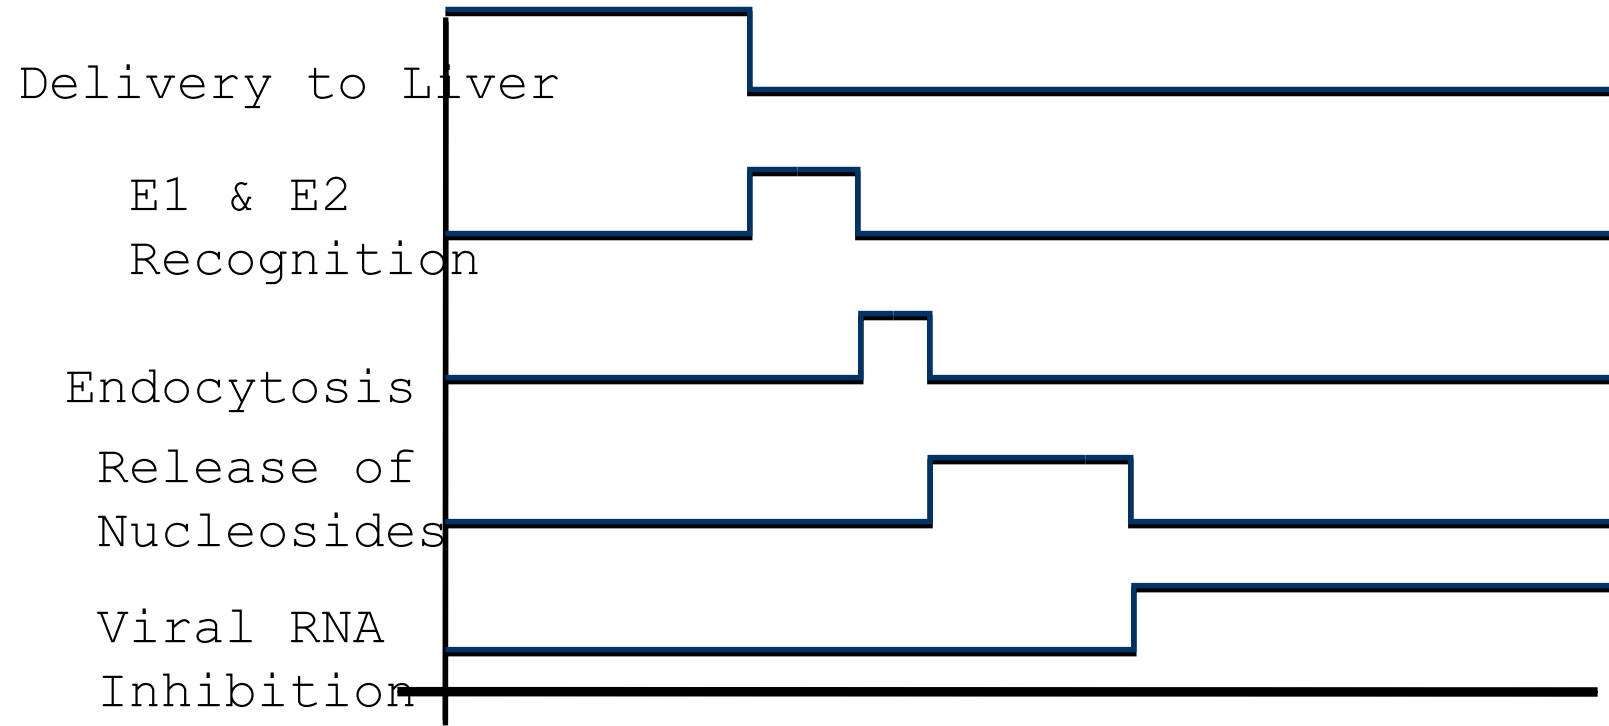 Delivery to Liver
E1 & E2
Recognition
Endocytosis
Release of
Nucleosides
Viral RNA
Inhibition